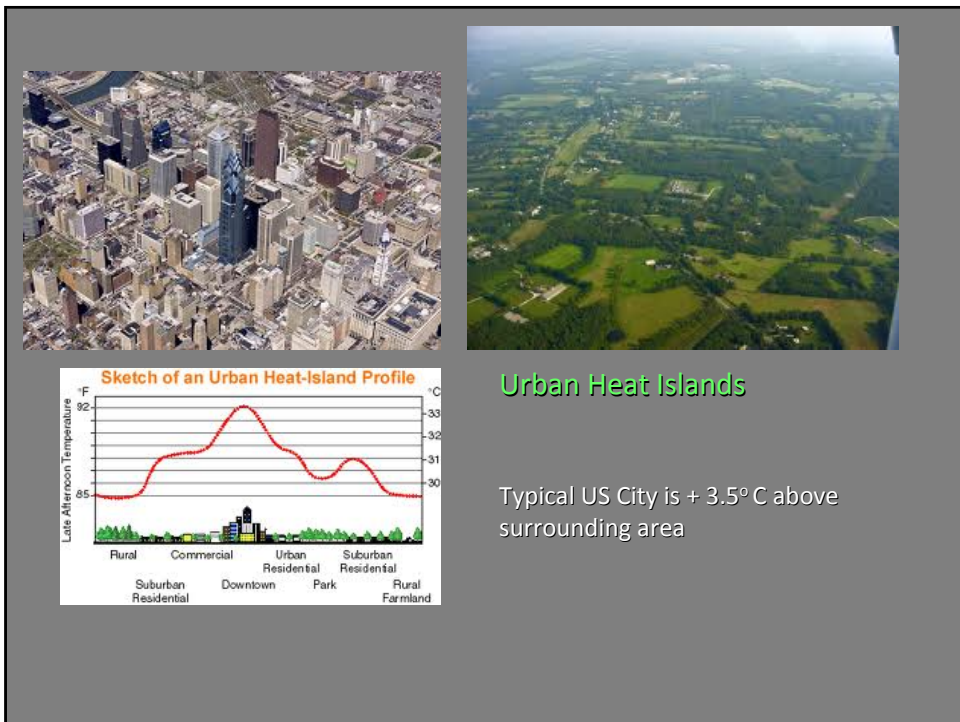 Sketch of an Urban Heat-Island Profile
°F
°C
92
33
32
31
30
85
Late Afternoon Temperature
Rural Commercial Urban Residential Suburban Residential
Suburban Residential Downtown Park Rural Farmland
Urban Heat Islands
Typical US City is + 3.5° C above
surrounding area